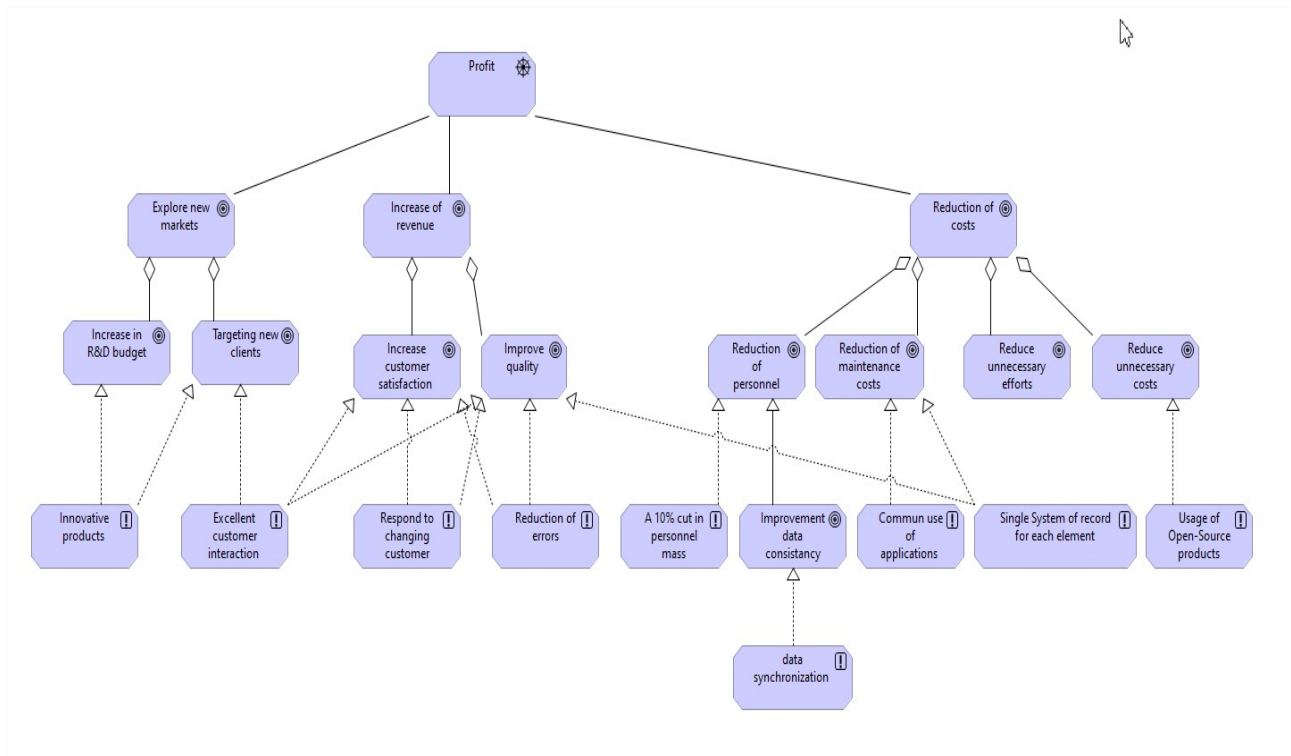 Profit
Explore new
markets
Increase of
revenue
Reduction of
costs
Increase in
R&D budget
Targeting new
clients
Increase
customer
satisfaction
Improve
quality
Reduction
of
personnel
Reduction of
maintenance
costs
Reduce
unnecessary
efforts
Reduce
unnecessary
costs
Innovative
products
Excellent
customer
interaction
Respond to
changing
customer
Reduction of
errors
A 10% cut in
personnel
mass
Improvement
data
consistancy
Commun use
of
applications
Single System of record
for each element
Usage of
Open-Source
products
data
synchronization